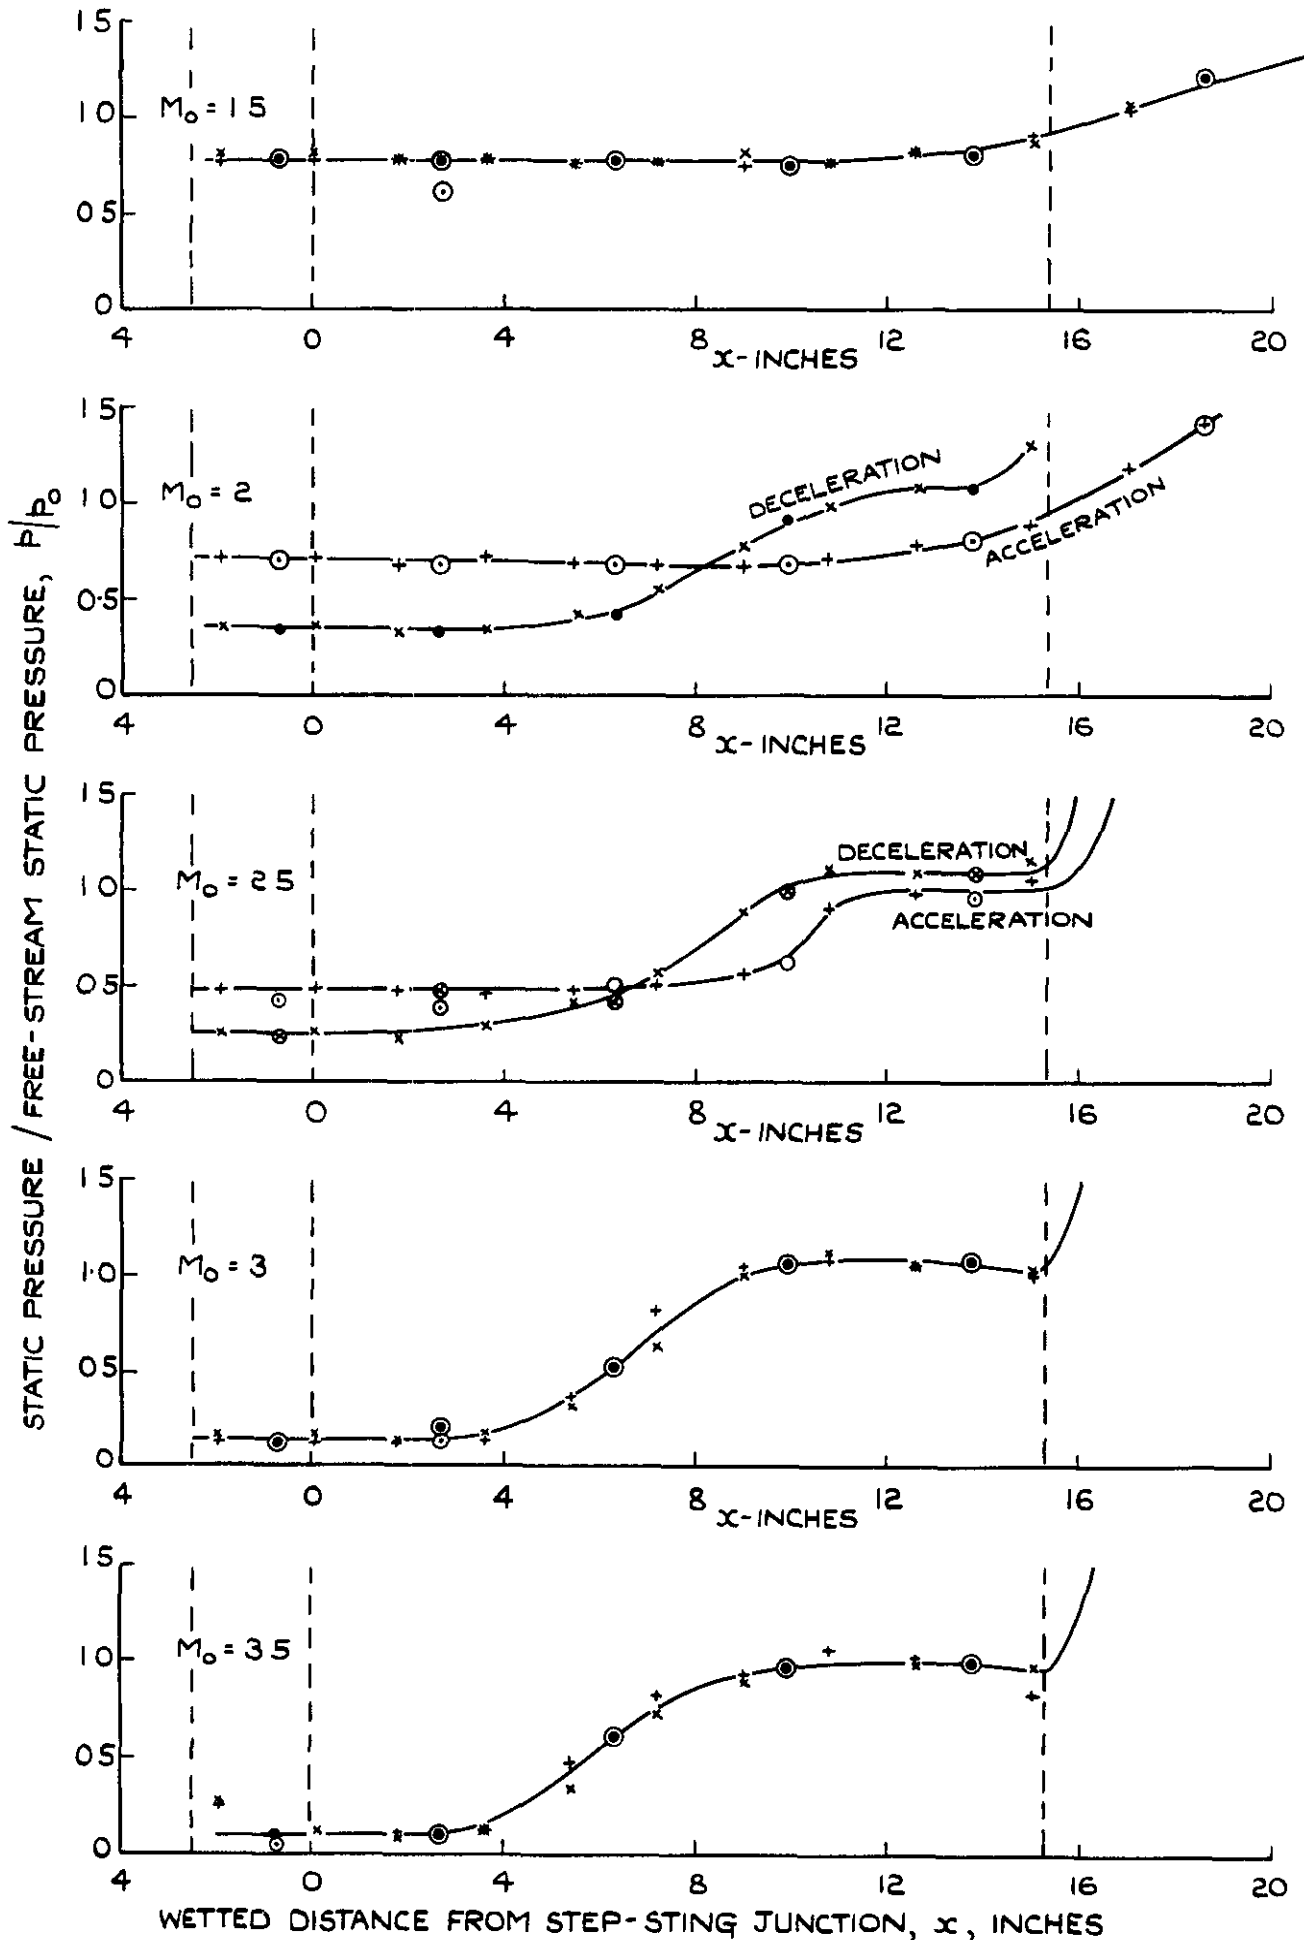 STATIC PRESSURE / FREE-STREAM STATIC PRESSURE, p/p₀
1 5
1 0
0 5
0
M₀ = 1 5
4 0 4 8 12 16 20
x - INCHES
1 5
1 0
0·5
0
M₀ = 2
DECELERATION
ACCELERATION
4 0 4 8 12 16 20
x - INCHES
1 5
1 0
0 5
0
M₀ = 2 5
DECELERATION
ACCELERATION
4 0 4 8 12 16 20
x - INCHES
1 5
1·0
0 5
0
M₀ = 3
4 0 4 8 12 16 20
x - INCHES
1 5
1 0
0 5
0
M₀ = 3 5
4 0 4 8 12 16 20
WETTED DISTANCE FROM STEP-STING JUNCTION, x, INCHES